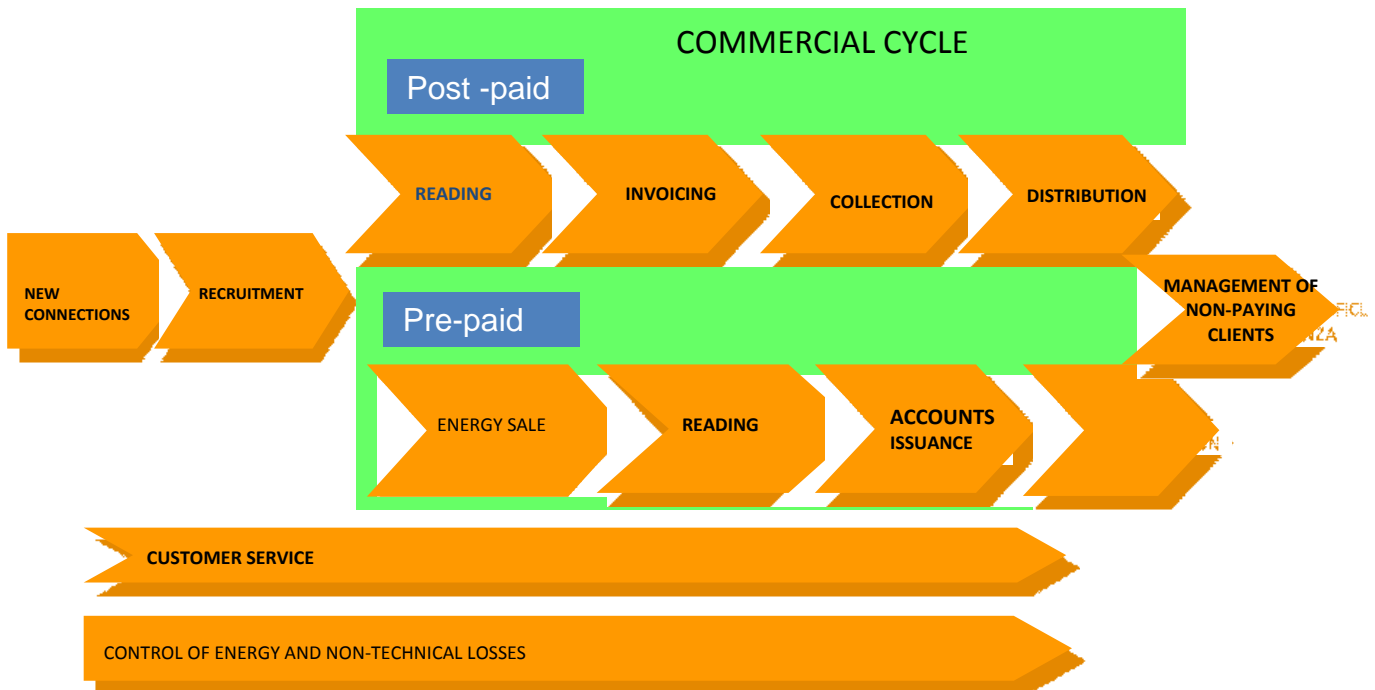 COMMERCIAL CYCLE
Post -paid
READING
INVOICING
COLLECTION
DISTRIBUTION
NEW
CONNECTIONS
RECRUITMENT
MANAGEMENT OF
NON-PAYING
CLIENTS
Pre-paid
ENERGY SALE
READING
ACCOUNTS
ISSUANCE
CUSTOMER SERVICE
CONTROL OF ENERGY AND NON-TECHNICAL LOSSES